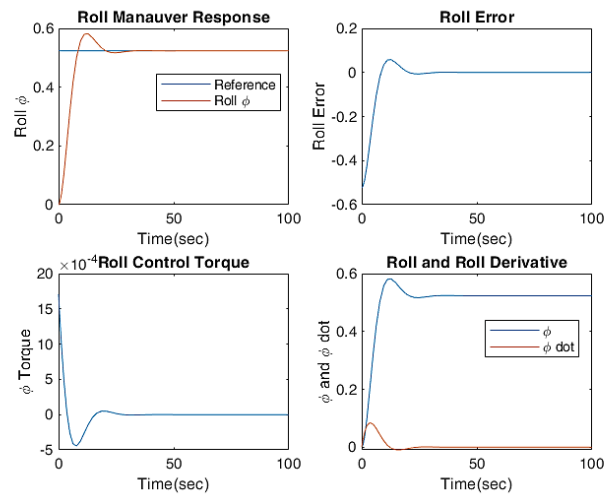 Roll Manauver Response
0.6
0.4
0.2
0
Roll ϕ
Reference
Roll ϕ
0
50
100
Time(sec)
Roll Error
0.2
0
-0.2
-0.4
-0.6
Roll Error
0
50
100
Time(sec)
×10-4 Roll Control Torque
20
15
10
5
0
-5
ϕ Torque
0
50
100
Time(sec)
Roll and Roll Derivative
0.6
0.4
0.2
0
ϕ and ϕ dot
ϕ
ϕ dot
0
50
100
Time(sec)